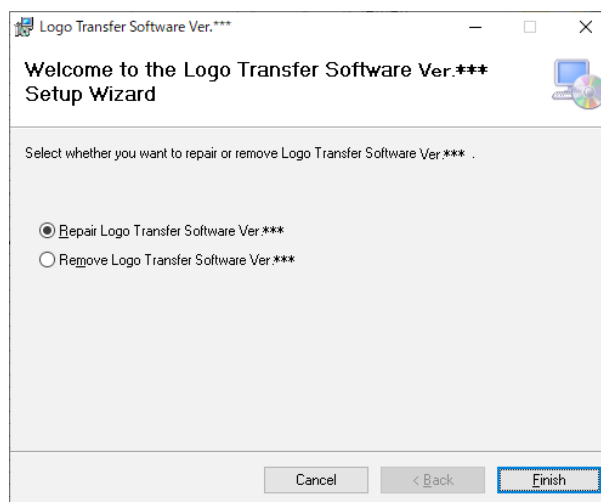 Logo Transfer Software Ver.***
Welcome to the Logo Transfer Software Ver.***
Setup Wizard
Select whether you want to repair or remove Logo Transfer Software Ver.*** .
Repair Logo Transfer Software Ver.***
Remove Logo Transfer Software Ver.***
Cancel
< Back
Finish